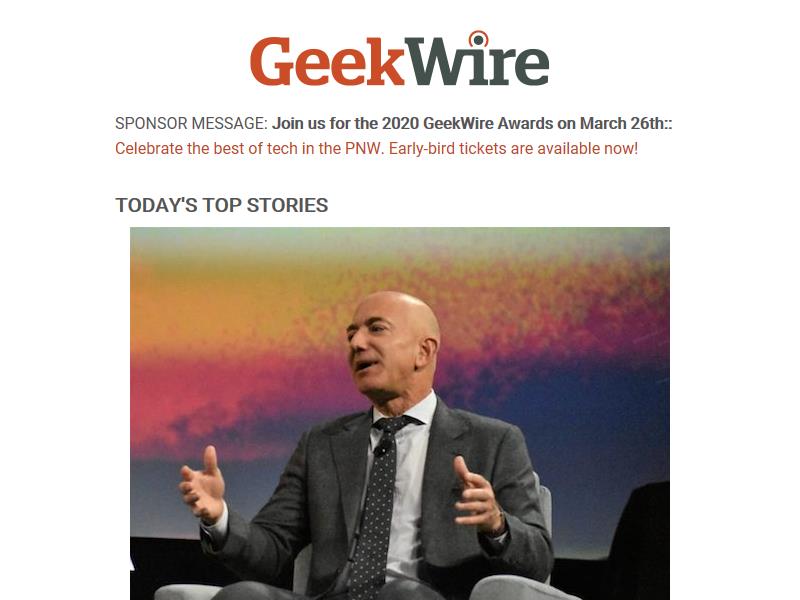 GeekWire
SPONSOR MESSAGE: Join us for the 2020 GeekWire Awards on March 26th::
Celebrate the best of tech in the PNW. Early-bird tickets are available now!
TODAY'S TOP STORIES